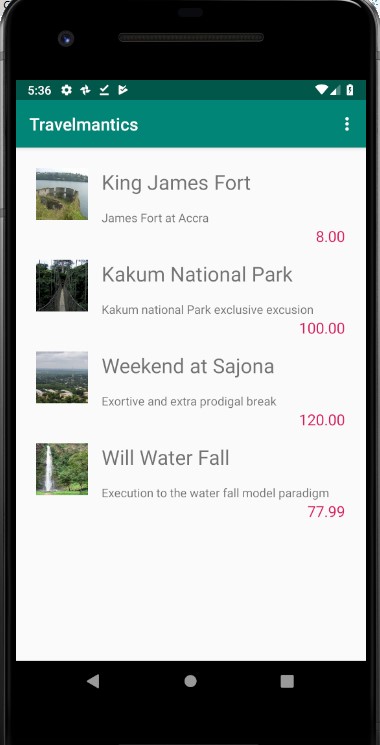 5:36
Travelmantics
King James Fort
James Fort at Accra
8.00
Kakum National Park
Kakum national Park exclusive excusion
100.00
Weekend at Sajona
Exortive and extra prodigal break
120.00
Will Water Fall
Execution to the water fall model paradigm
77.99